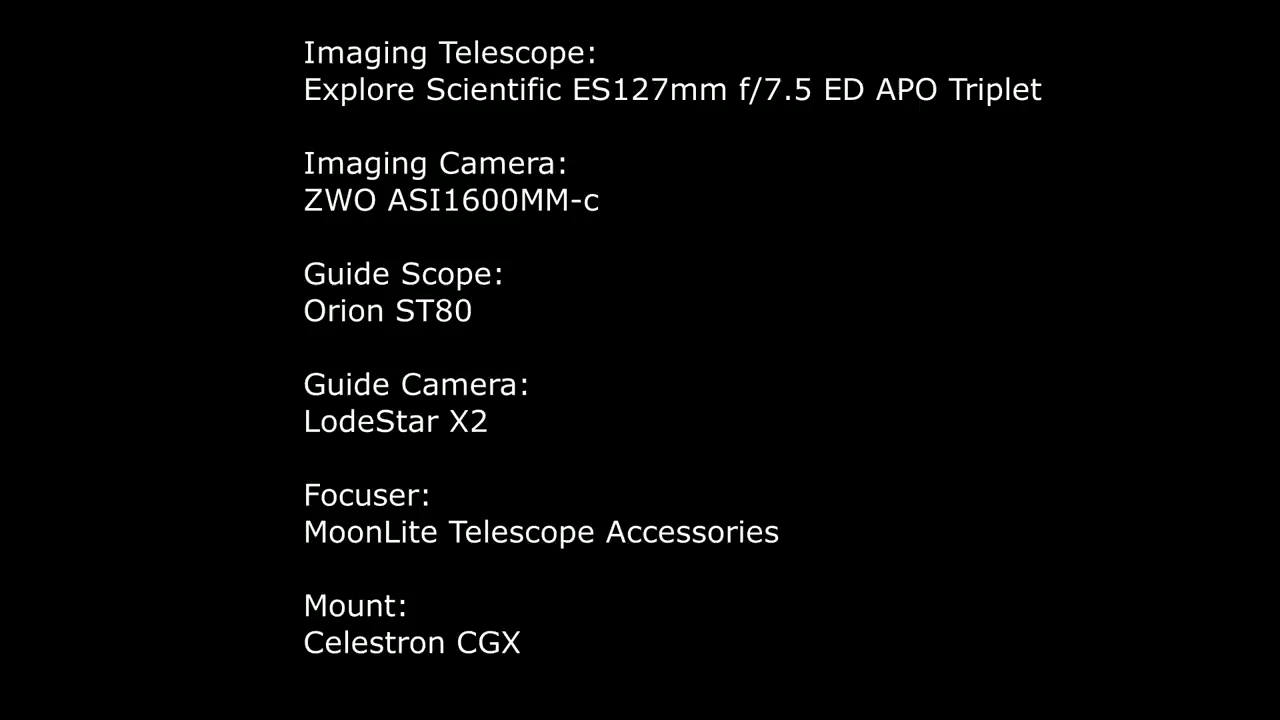 Imaging Telescope:
Explore Scientific ES127mm f/7.5 ED APO Triplet
Imaging Camera:
ZWO ASI1600MM-c
Guide Scope:
Orion ST80
Guide Camera:
LodeStar X2
Focuser:
MoonLite Telescope Accessories
Mount:
Celestron CGX